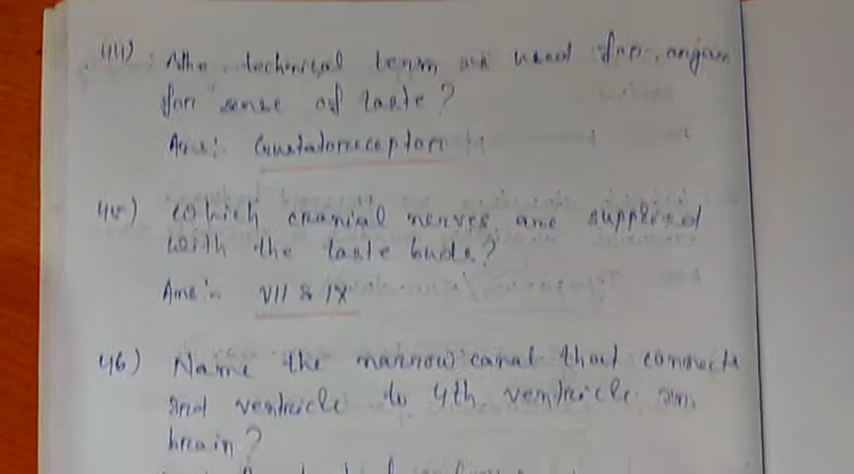 44) The technical term is used for organ
for sense of taste?
Ans: Gustatoreceptor
45) Which cranial nerves are supplied
with the taste buds?
Ans:- VII & IX
46) Name the narrow canal that connects
3rd ventricle to 4th ventricle in
brain?